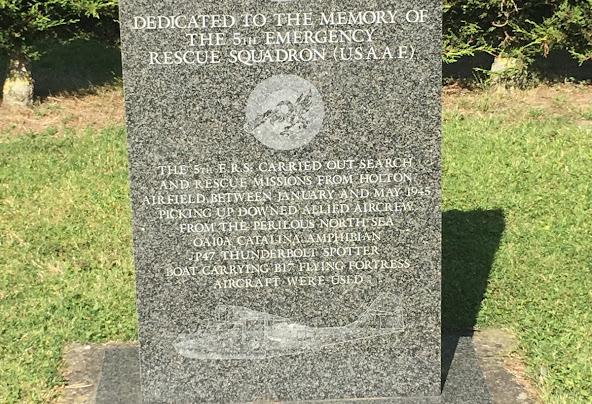 DEDICATED TO THE MEMORY OF
THE 5TH EMERGENCY
RESCUE SQUADRON (U.S.A.A.F.)
THE 5TH E.R.S. CARRIED OUT SEARCH
AND RESCUE MISSIONS FROM HOLTON
AIRFIELD BETWEEN JANUARY AND MAY 1945
PICKING UP DOWNED ALLIED AIRCREW
FROM THE PERILOUS NORTH SEA
OA10A CATALINA AMPHIBIAN
P47 THUNDERBOLT SPOTTER
BOAT-CARRYING B17 FLYING FORTRESS
AIRCRAFT WERE USED